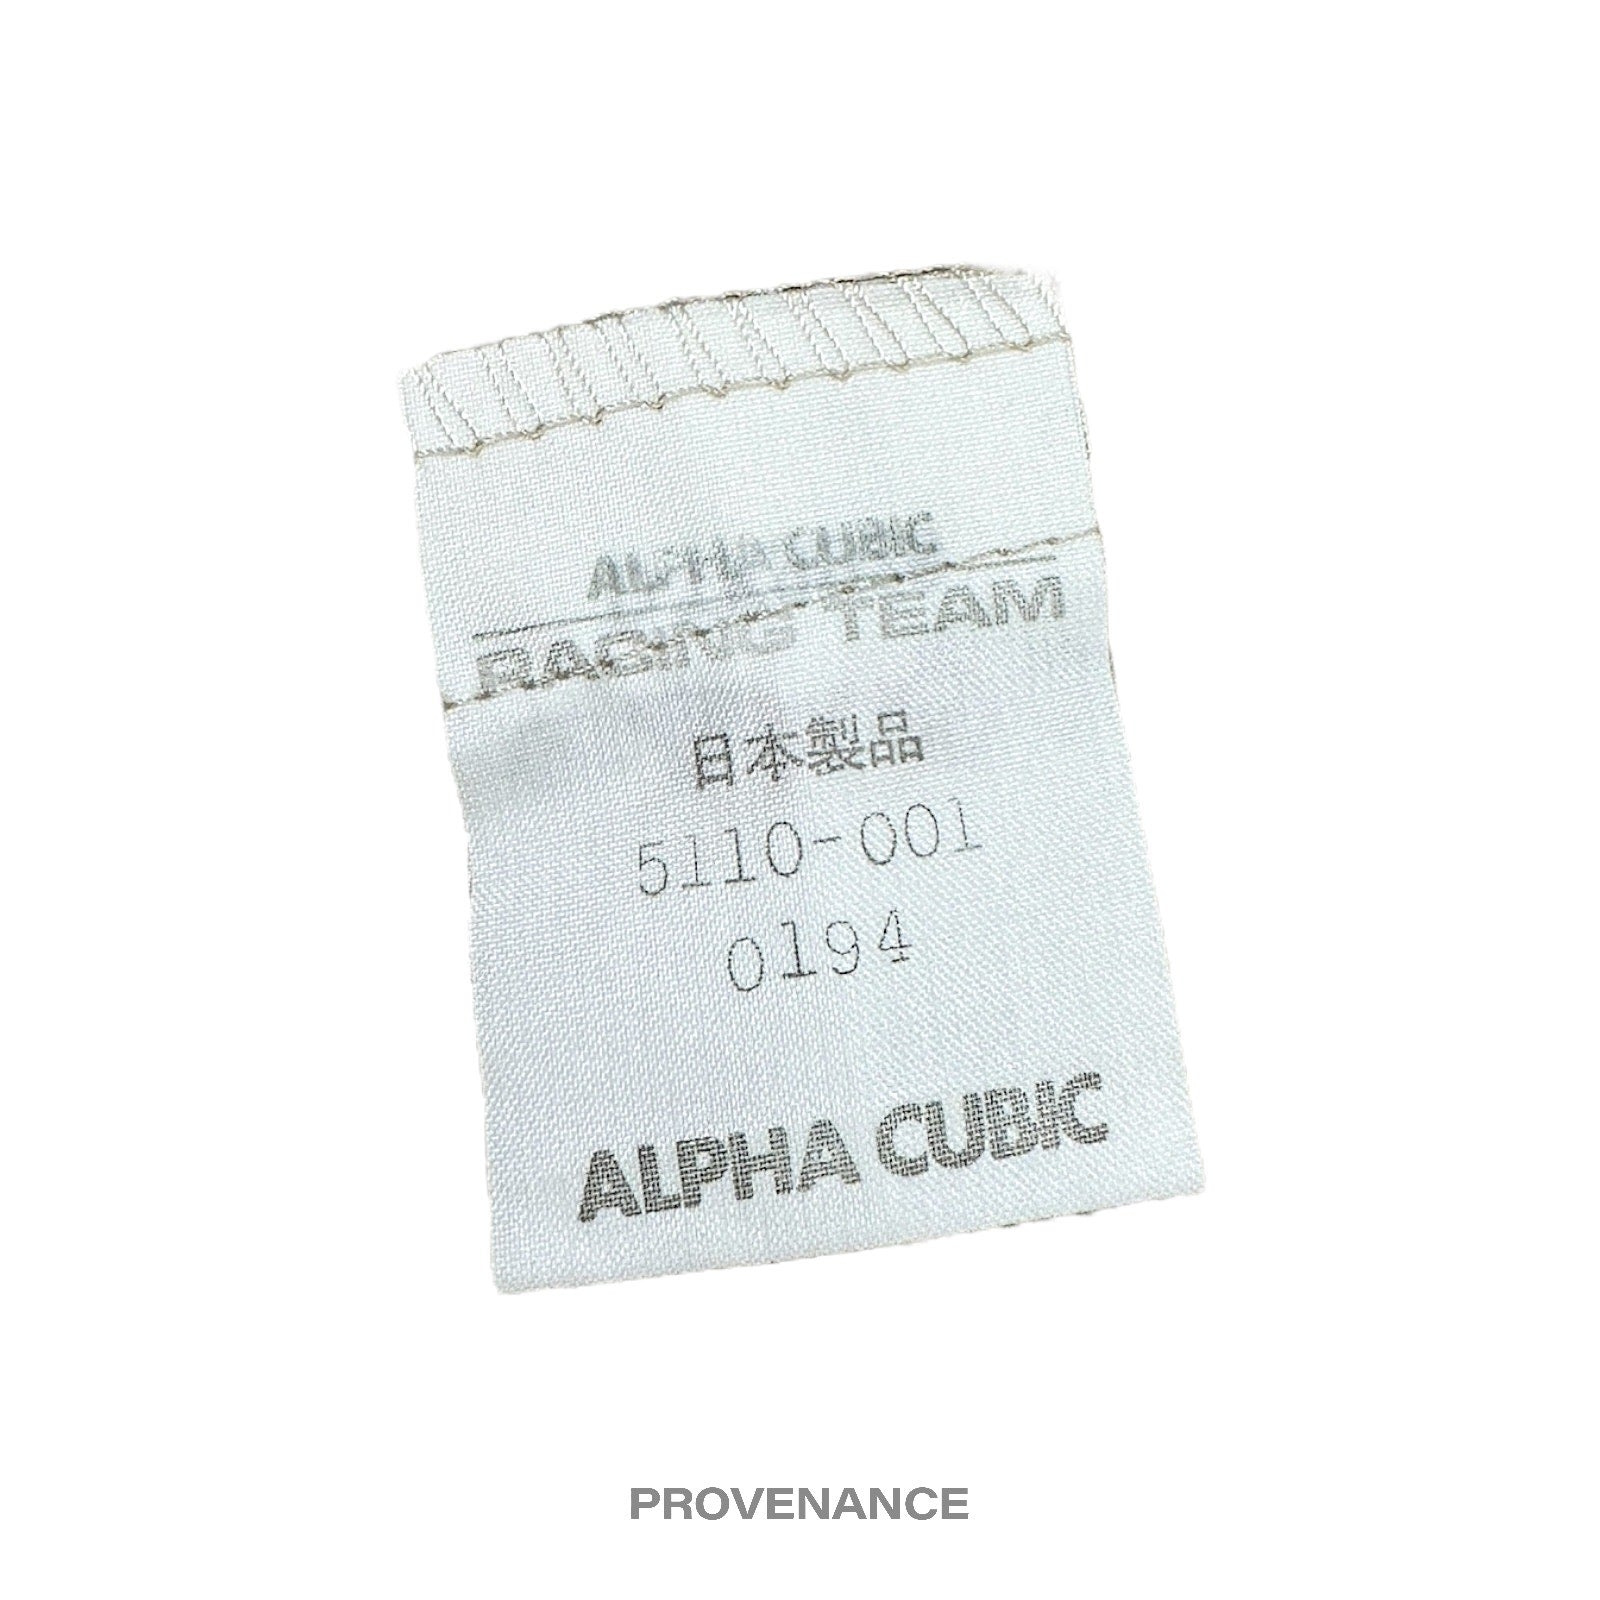 ALPHA CUBIC
RACING TEAM
日本製品
5110-001
0194
ALPHA CUBIC
PROVENANCE